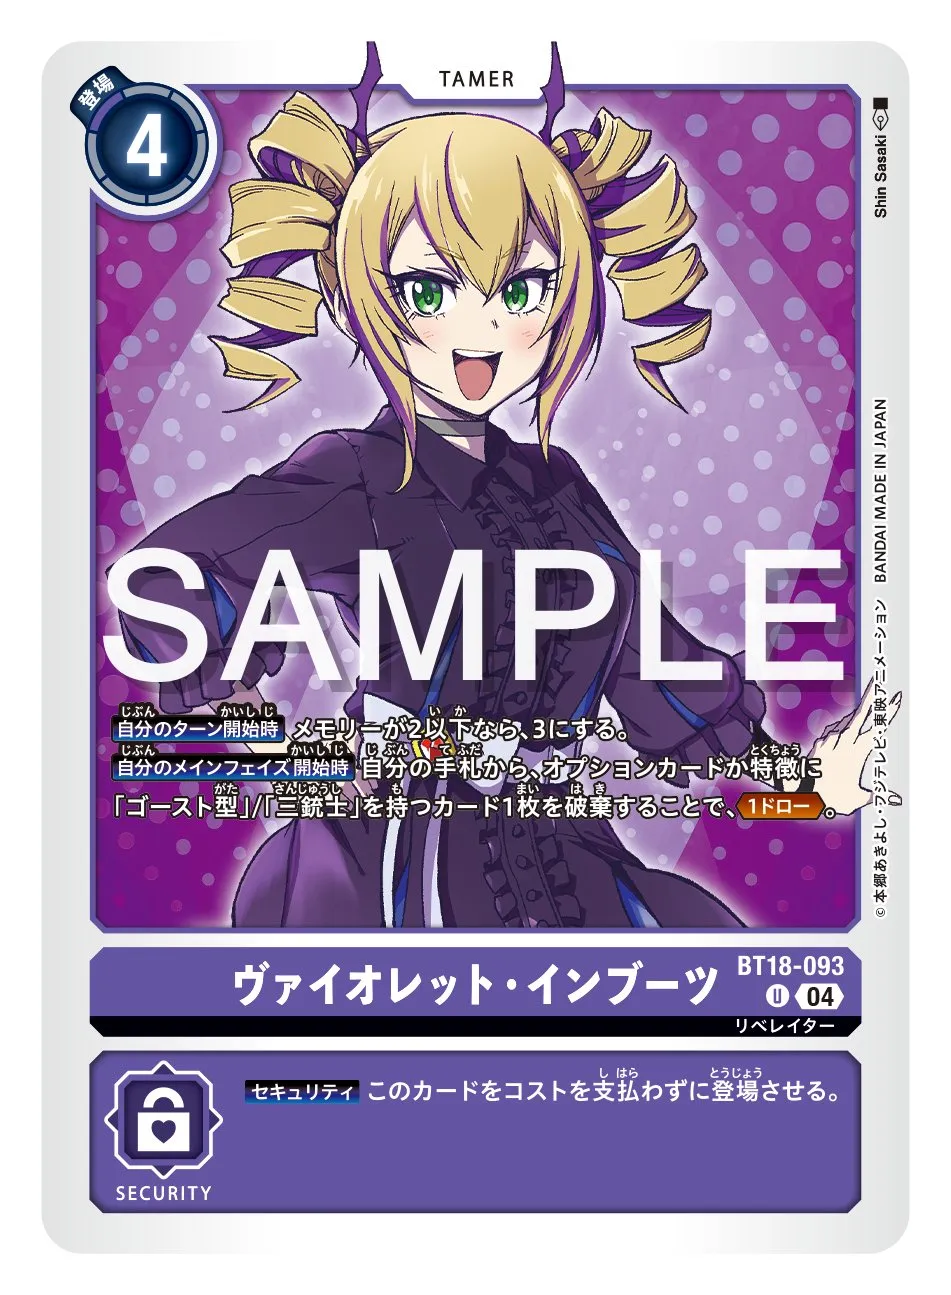 TAMER
登場
4
Shin Sasaki
SAMPLE
自分のターン開始時 メモリーが2以下なら、3にする。
自分のメインフェイズ開始時 自分の手札から、オプションカードか特徴に
「ゴースト型」/「三銃士」を持つカード1枚を破棄することで、1ドロー。
©本郷あきよし・フジテレビ・東映アニメーション BANDAI MADE IN JAPAN
ヴァイオレット・インブーツ
BT18-093
U 04
リベレイター
セキュリティ このカードをコストを支払わずに登場させる。
SECURITY